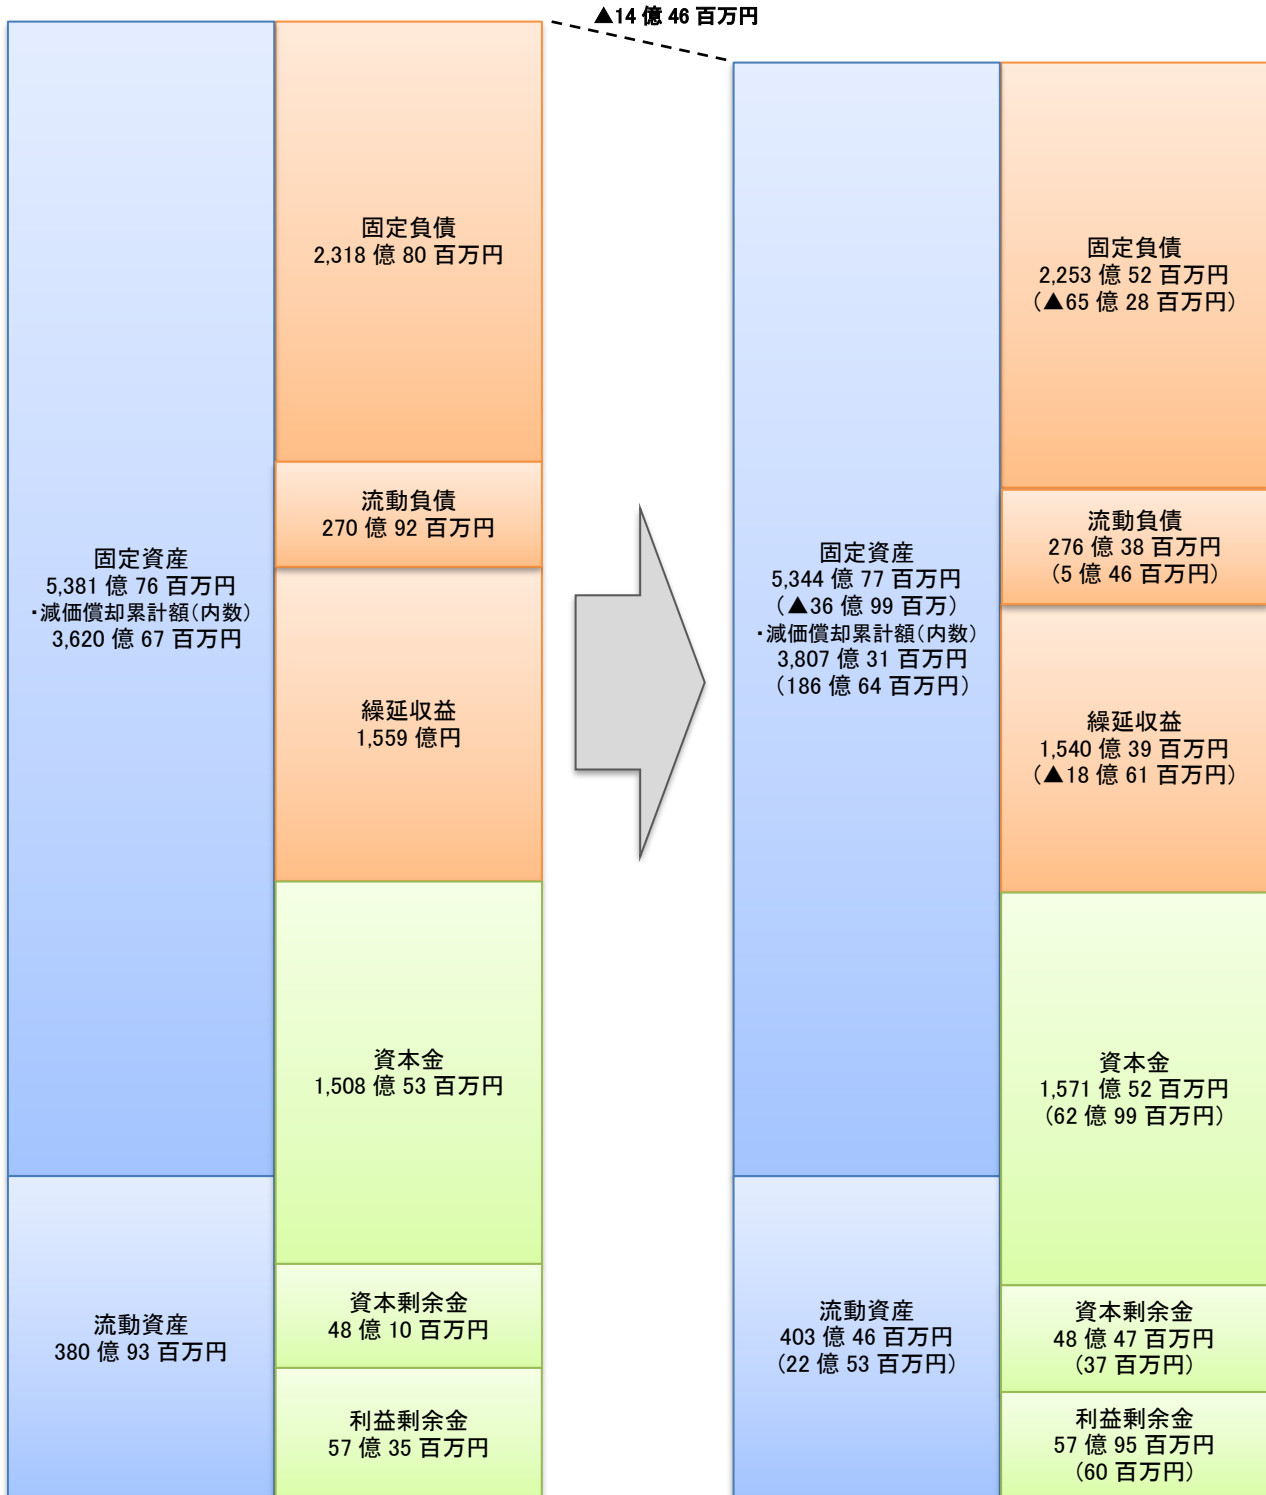 ▲14 億 46 百万円
固定資産
5,381 億 76 百万円
・減価償却累計額（内数）
3,620 億 67 百万円
流動資産
380 億 93 百万円
固定負債
2,318 億 80 百万円
流動負債
270 億 92 百万円
繰延収益
1,559 億円
資本金
1,508 億 53 百万円
資本剰余金
48 億 10 百万円
利益剰余金
57 億 35 百万円
固定資産
5,344 億 77 百万円
（▲36 億 99 百万）
・減価償却累計額（内数）
3,807 億 31 百万円
（186 億 64 百万円）
流動資産
403 億 46 百万円
（22 億 53 百万円）
固定負債
2,253 億 52 百万円
（▲65 億 28 百万円）
流動負債
276 億 38 百万円
（5 億 46 百万円）
繰延収益
1,540 億 39 百万円
（▲18 億 61 百万円）
資本金
1,571 億 52 百万円
（62 億 99 百万円）
資本剰余金
48 億 47 百万円
（37 百万円）
利益剰余金
57 億 95 百万円
（60 百万円）